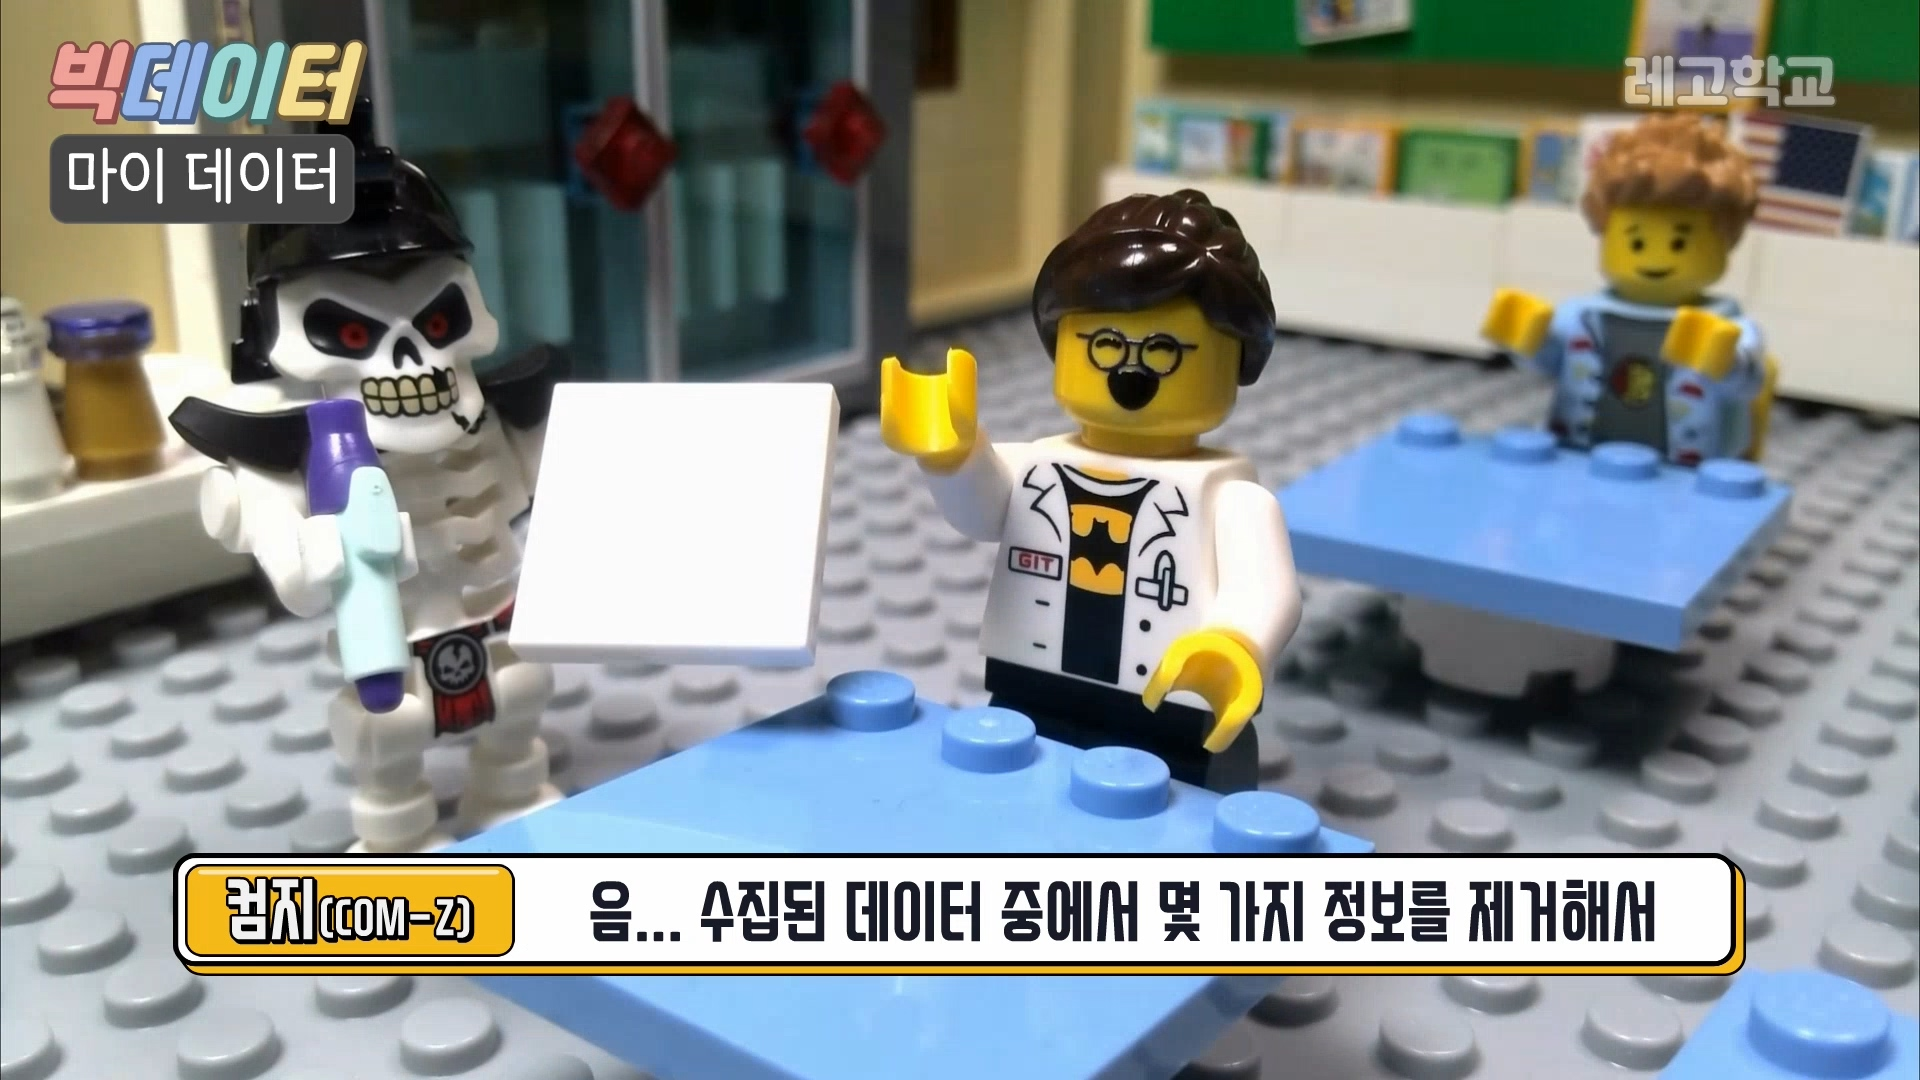 빅데이터
마이 데이터
레고학교
GIT
컴지(COM-Z)
음... 수집된 데이터 중에서 몇 가지 정보를 제거해서